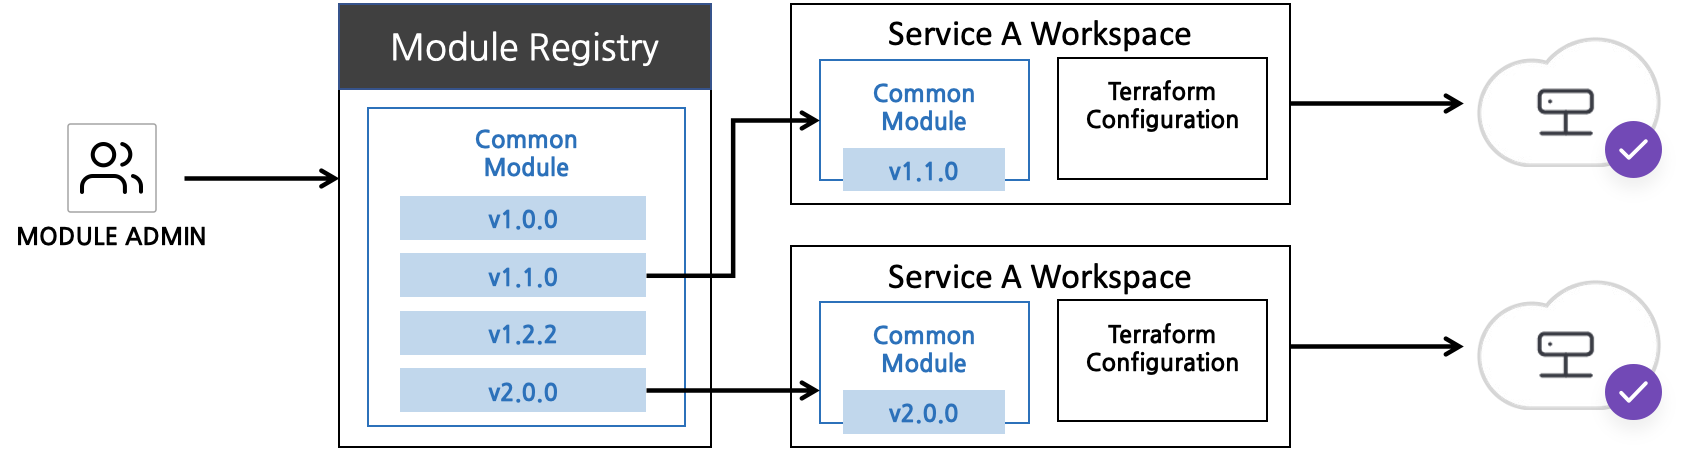 MODULE ADMIN
Module Registry
Common
Module
v1.0.0
v1.1.0
v1.2.2
v2.0.0
Service A Workspace
Common
Module
v1.1.0
Terraform
Configuration
Service A Workspace
Common
Module
v2.0.0
Terraform
Configuration